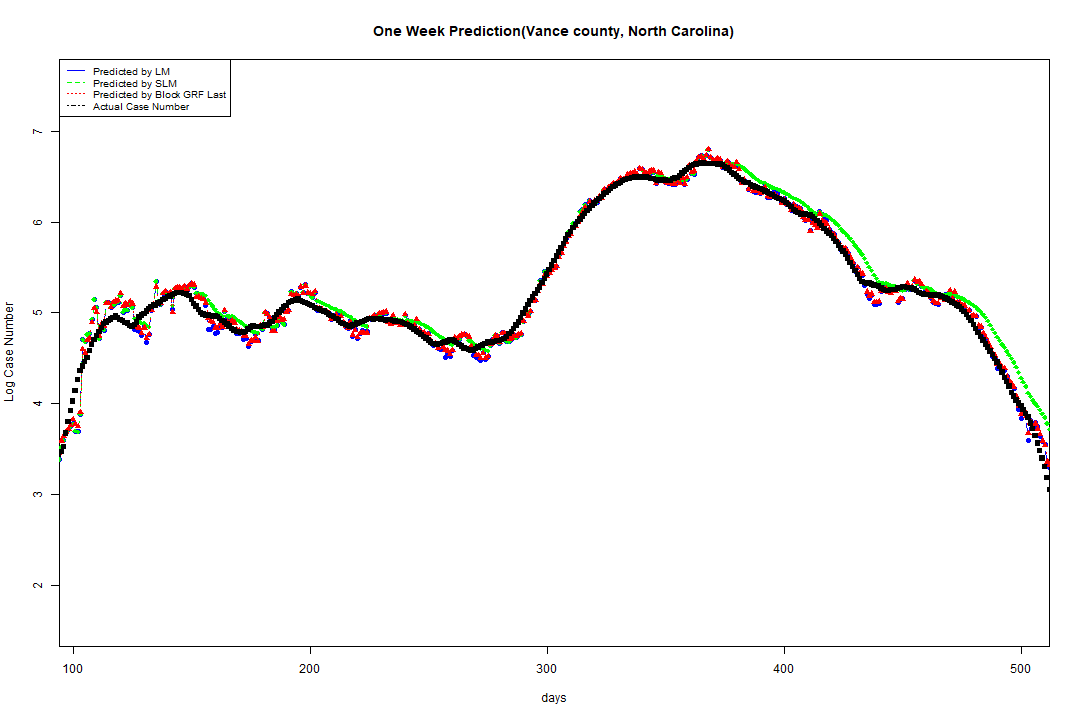 One Week Prediction(Vance county, North Carolina)
Predicted by LM
Predicted by SLM
Predicted by Block GRF Last
Actual Case Number
Log Case Number
7
6
5
4
3
2
100 200 300 400 500
days